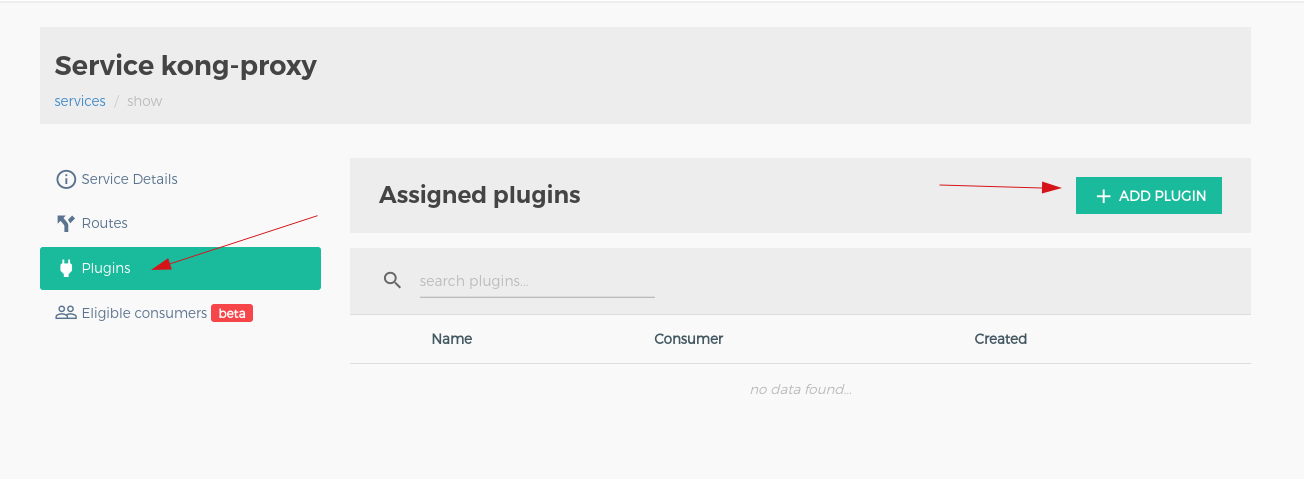 Service kong-proxy
services / show
Service Details
Routes
Plugins
Eligible consumers beta
Assigned plugins
+ ADD PLUGIN
search plugins...
Name Consumer Created
no data found...